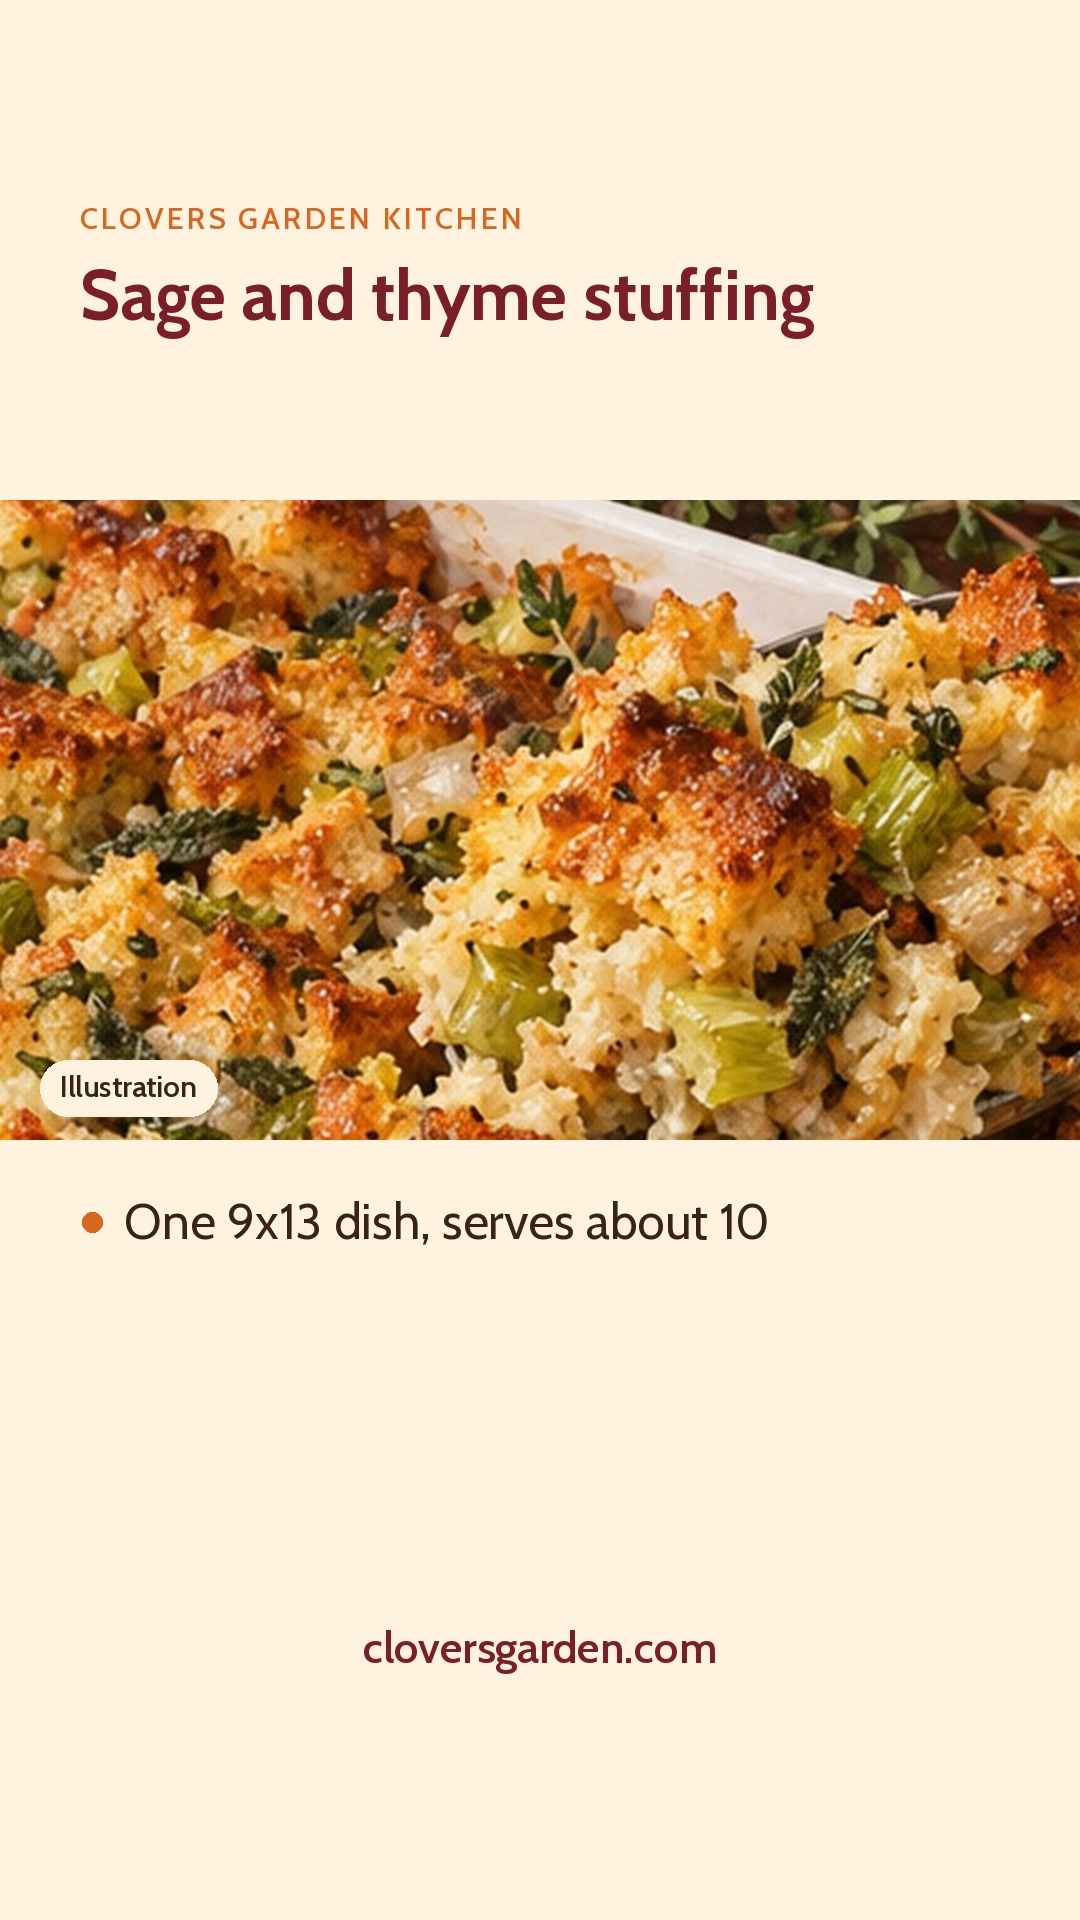 CLOVERS GARDEN KITCHEN
Sage and thyme stuffing
Illustration
One 9x13 dish, serves about 10
cloversgarden.com